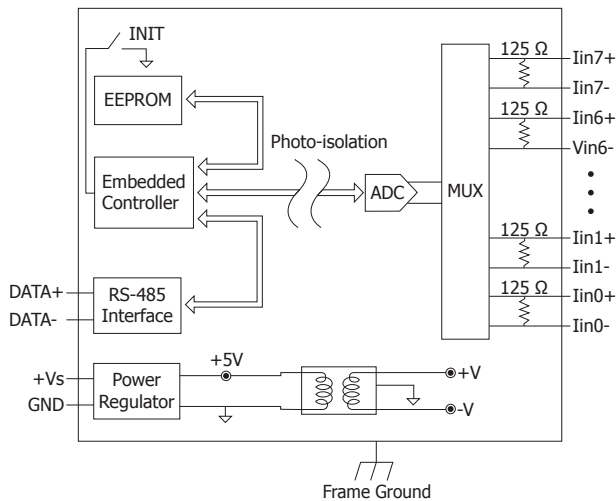 INIT
EEPROM
Photo-isolation
Embedded
Controller
ADC
MUX
125 Ω
Iin7+
Iin7-
125 Ω
Iin6+
Vin6-
125 Ω
Iin1+
Iin1-
125 Ω
Iin0+
Iin0-
DATA+
DATA-
RS-485
Interface
+Vs
GND
Power
Regulator
+5V
+V
-V
Frame Ground